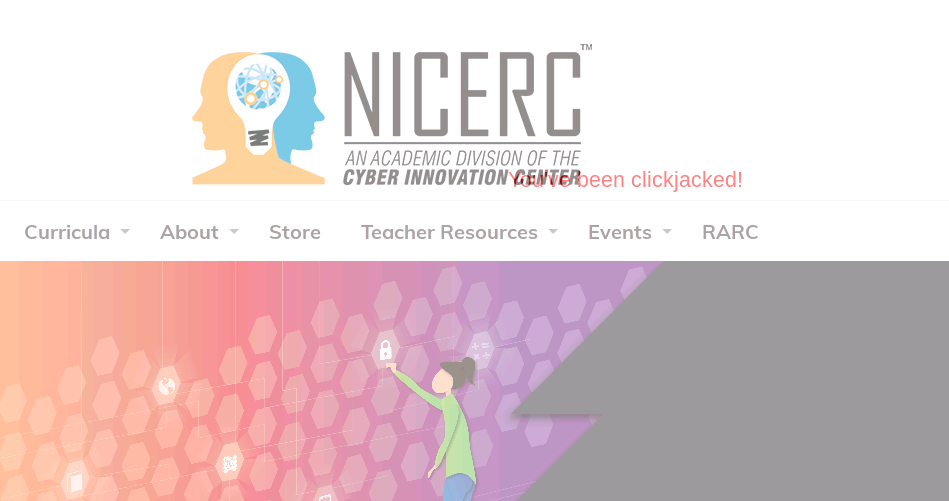 NICERC™
AN ACADEMIC DIVISION OF THE
CYBER INNOVATION CENTER
You've been clickjacked!
Curricula About Store Teacher Resources Events RARC